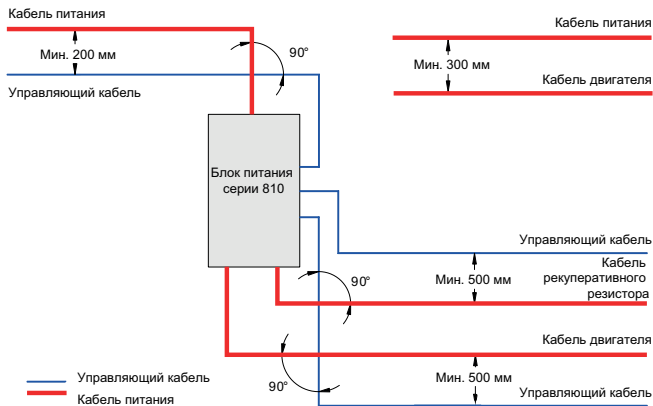 Кабель питания
Мин. 200 мм
90°
Управляющий кабель
Кабель питания
Мин. 300 мм
Кабель двигателя
Блок питания
серии 810
Управляющий кабель
Кабель
рекуперативного
резистора
Мин. 500 мм
90°
Кабель двигателя
90°
Мин. 500 мм
Управляющий кабель
Управляющий кабель
Кабель питания